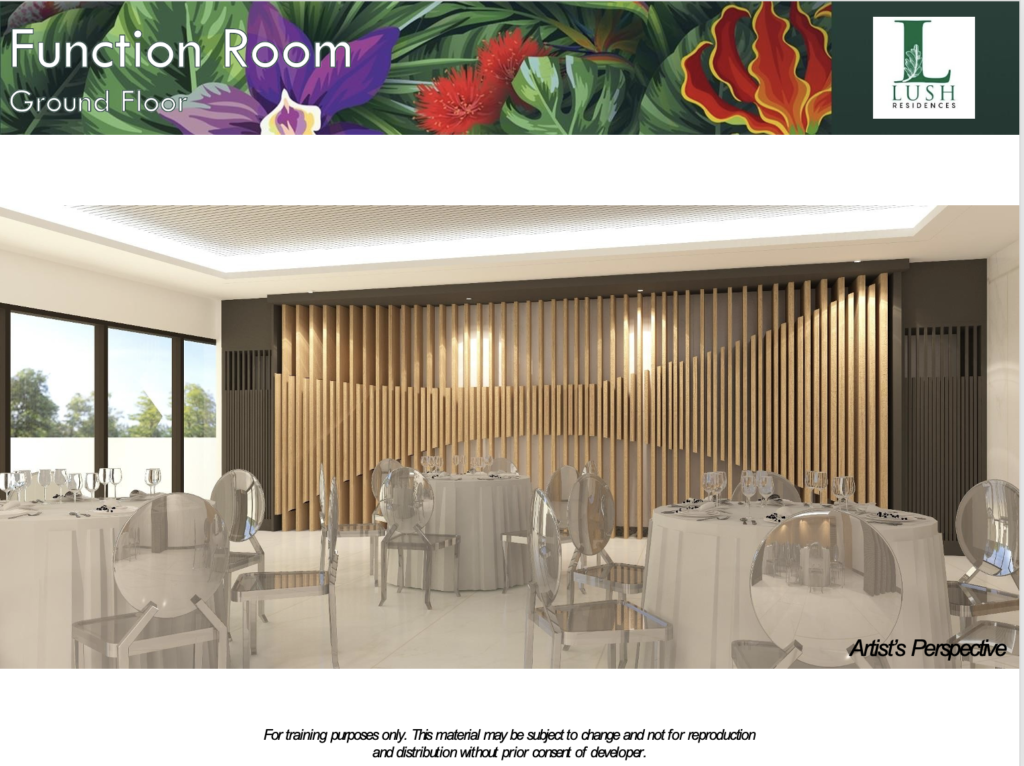 Function Room
Ground Floor
L
LUSH
RESIDENCES
Artist's Perspective
For training purposes only. This material may be subject to change and not for reproduction
and distribution without prior consent of developer.